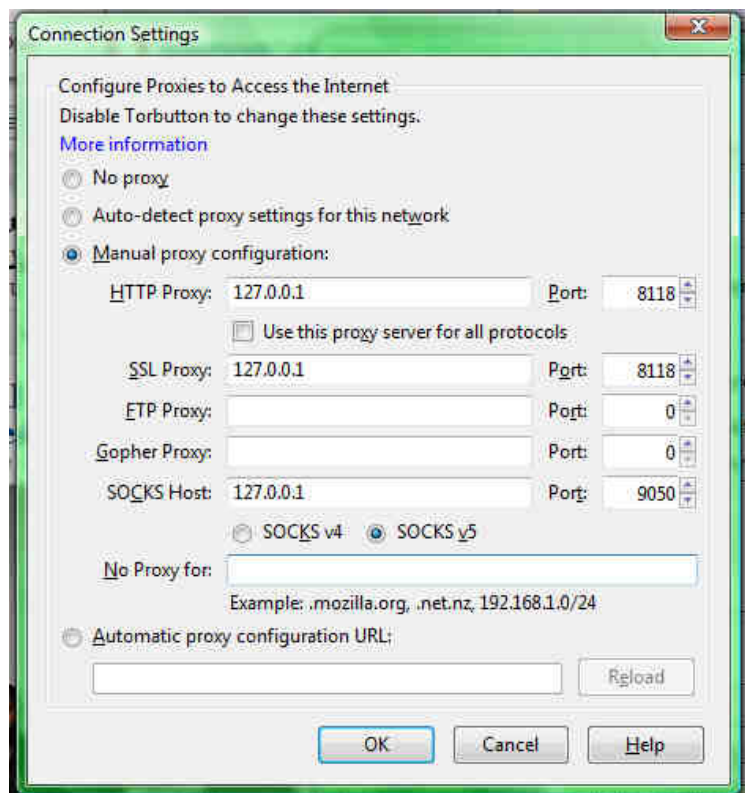 Connection Settings
Configure Proxies to Access the Internet
Disable Torbutton to change these settings.
More information
No proxy
Auto-detect proxy settings for this network
Manual proxy configuration:
HTTP Proxy: 127.0.0.1 Port: 8118
Use this proxy server for all protocols
SSL Proxy: 127.0.0.1 Port: 8118
FTP Proxy: Port: 0
Gopher Proxy: Port: 0
SOCKS Host: 127.0.0.1 Port: 9050
SOCKS v4 SOCKS v5
No Proxy for:
Example: .mozilla.org, .net.nz, 192.168.1.0/24
Automatic proxy configuration URL:
Reload
OK Cancel Help